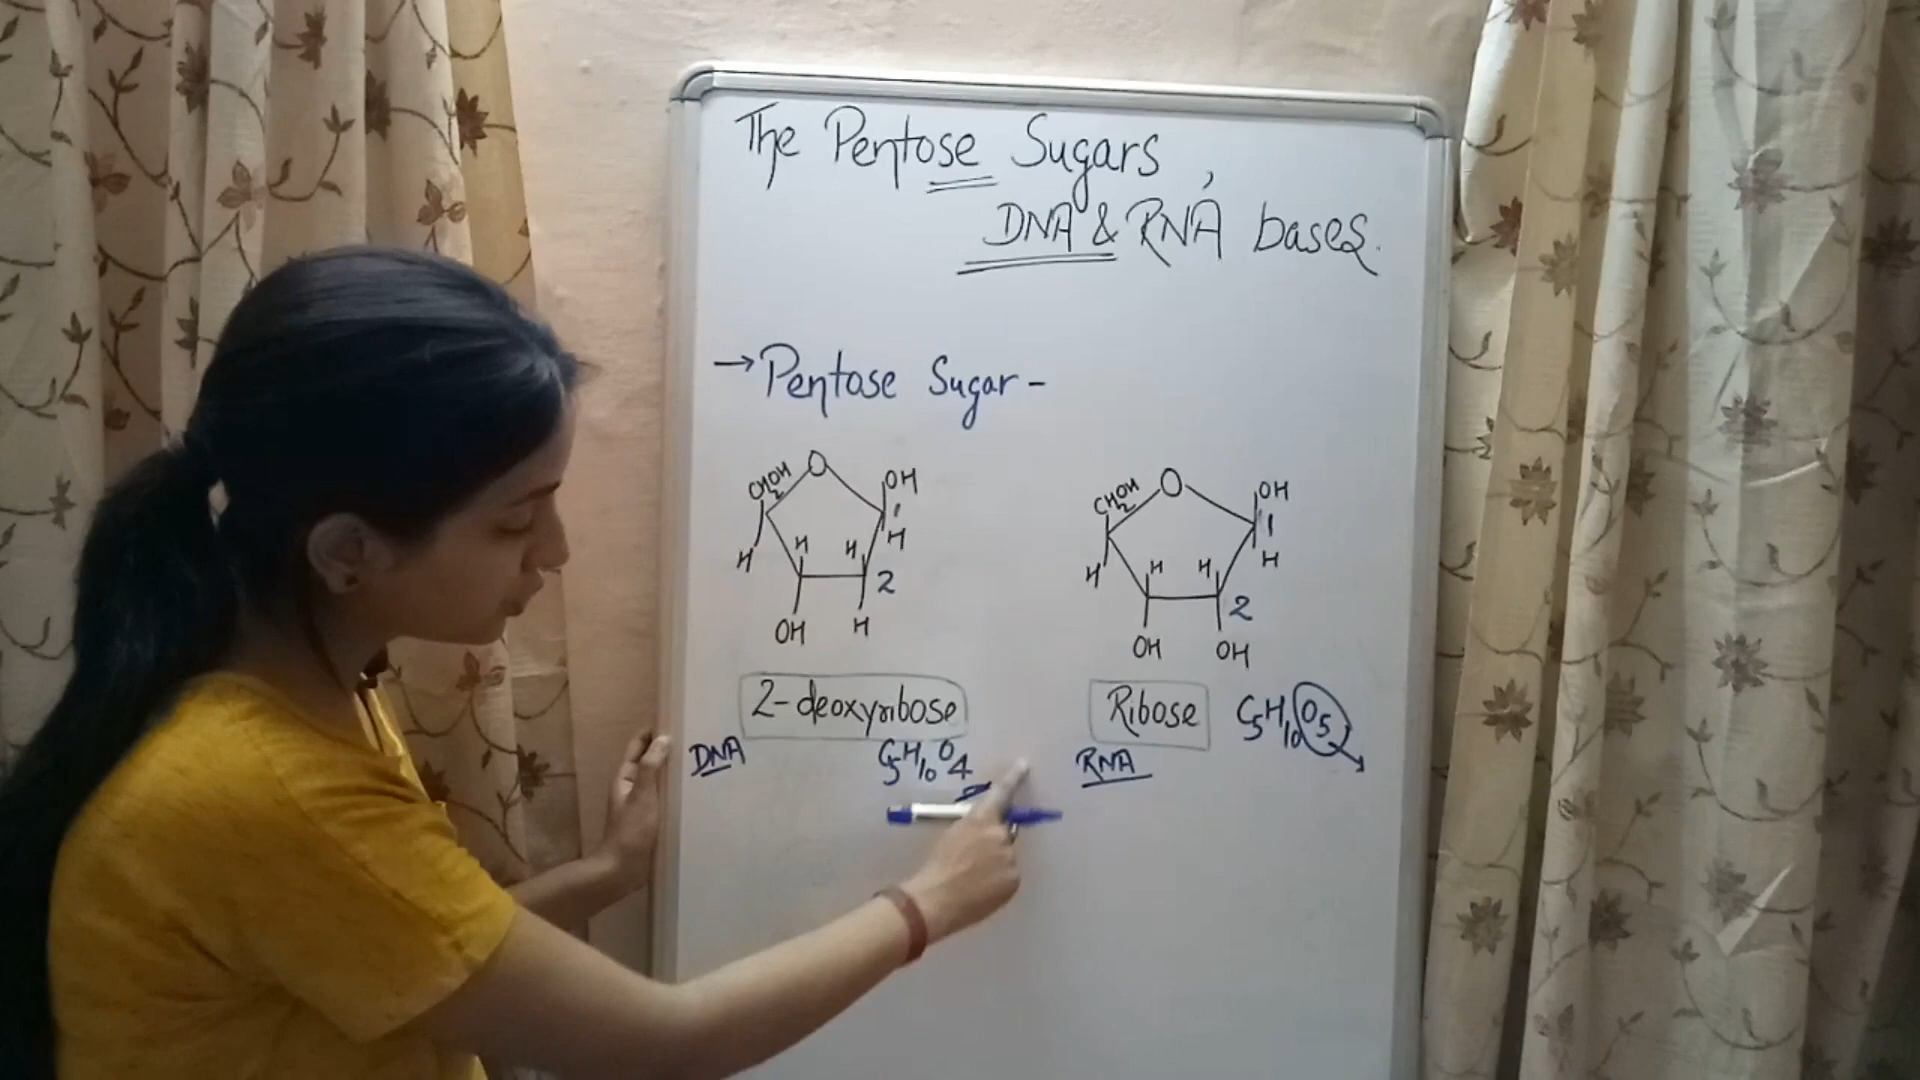 The Pentose Sugars,
DNA & RNA bases.
→ Pentose Sugar -
CH2OH O OH
1
H H H H
2
OH H
CH2OH O OH
1
H H H H
2
OH OH
2-deoxyribose
DNA C5H10O4
Ribose C5H10O5
RNA